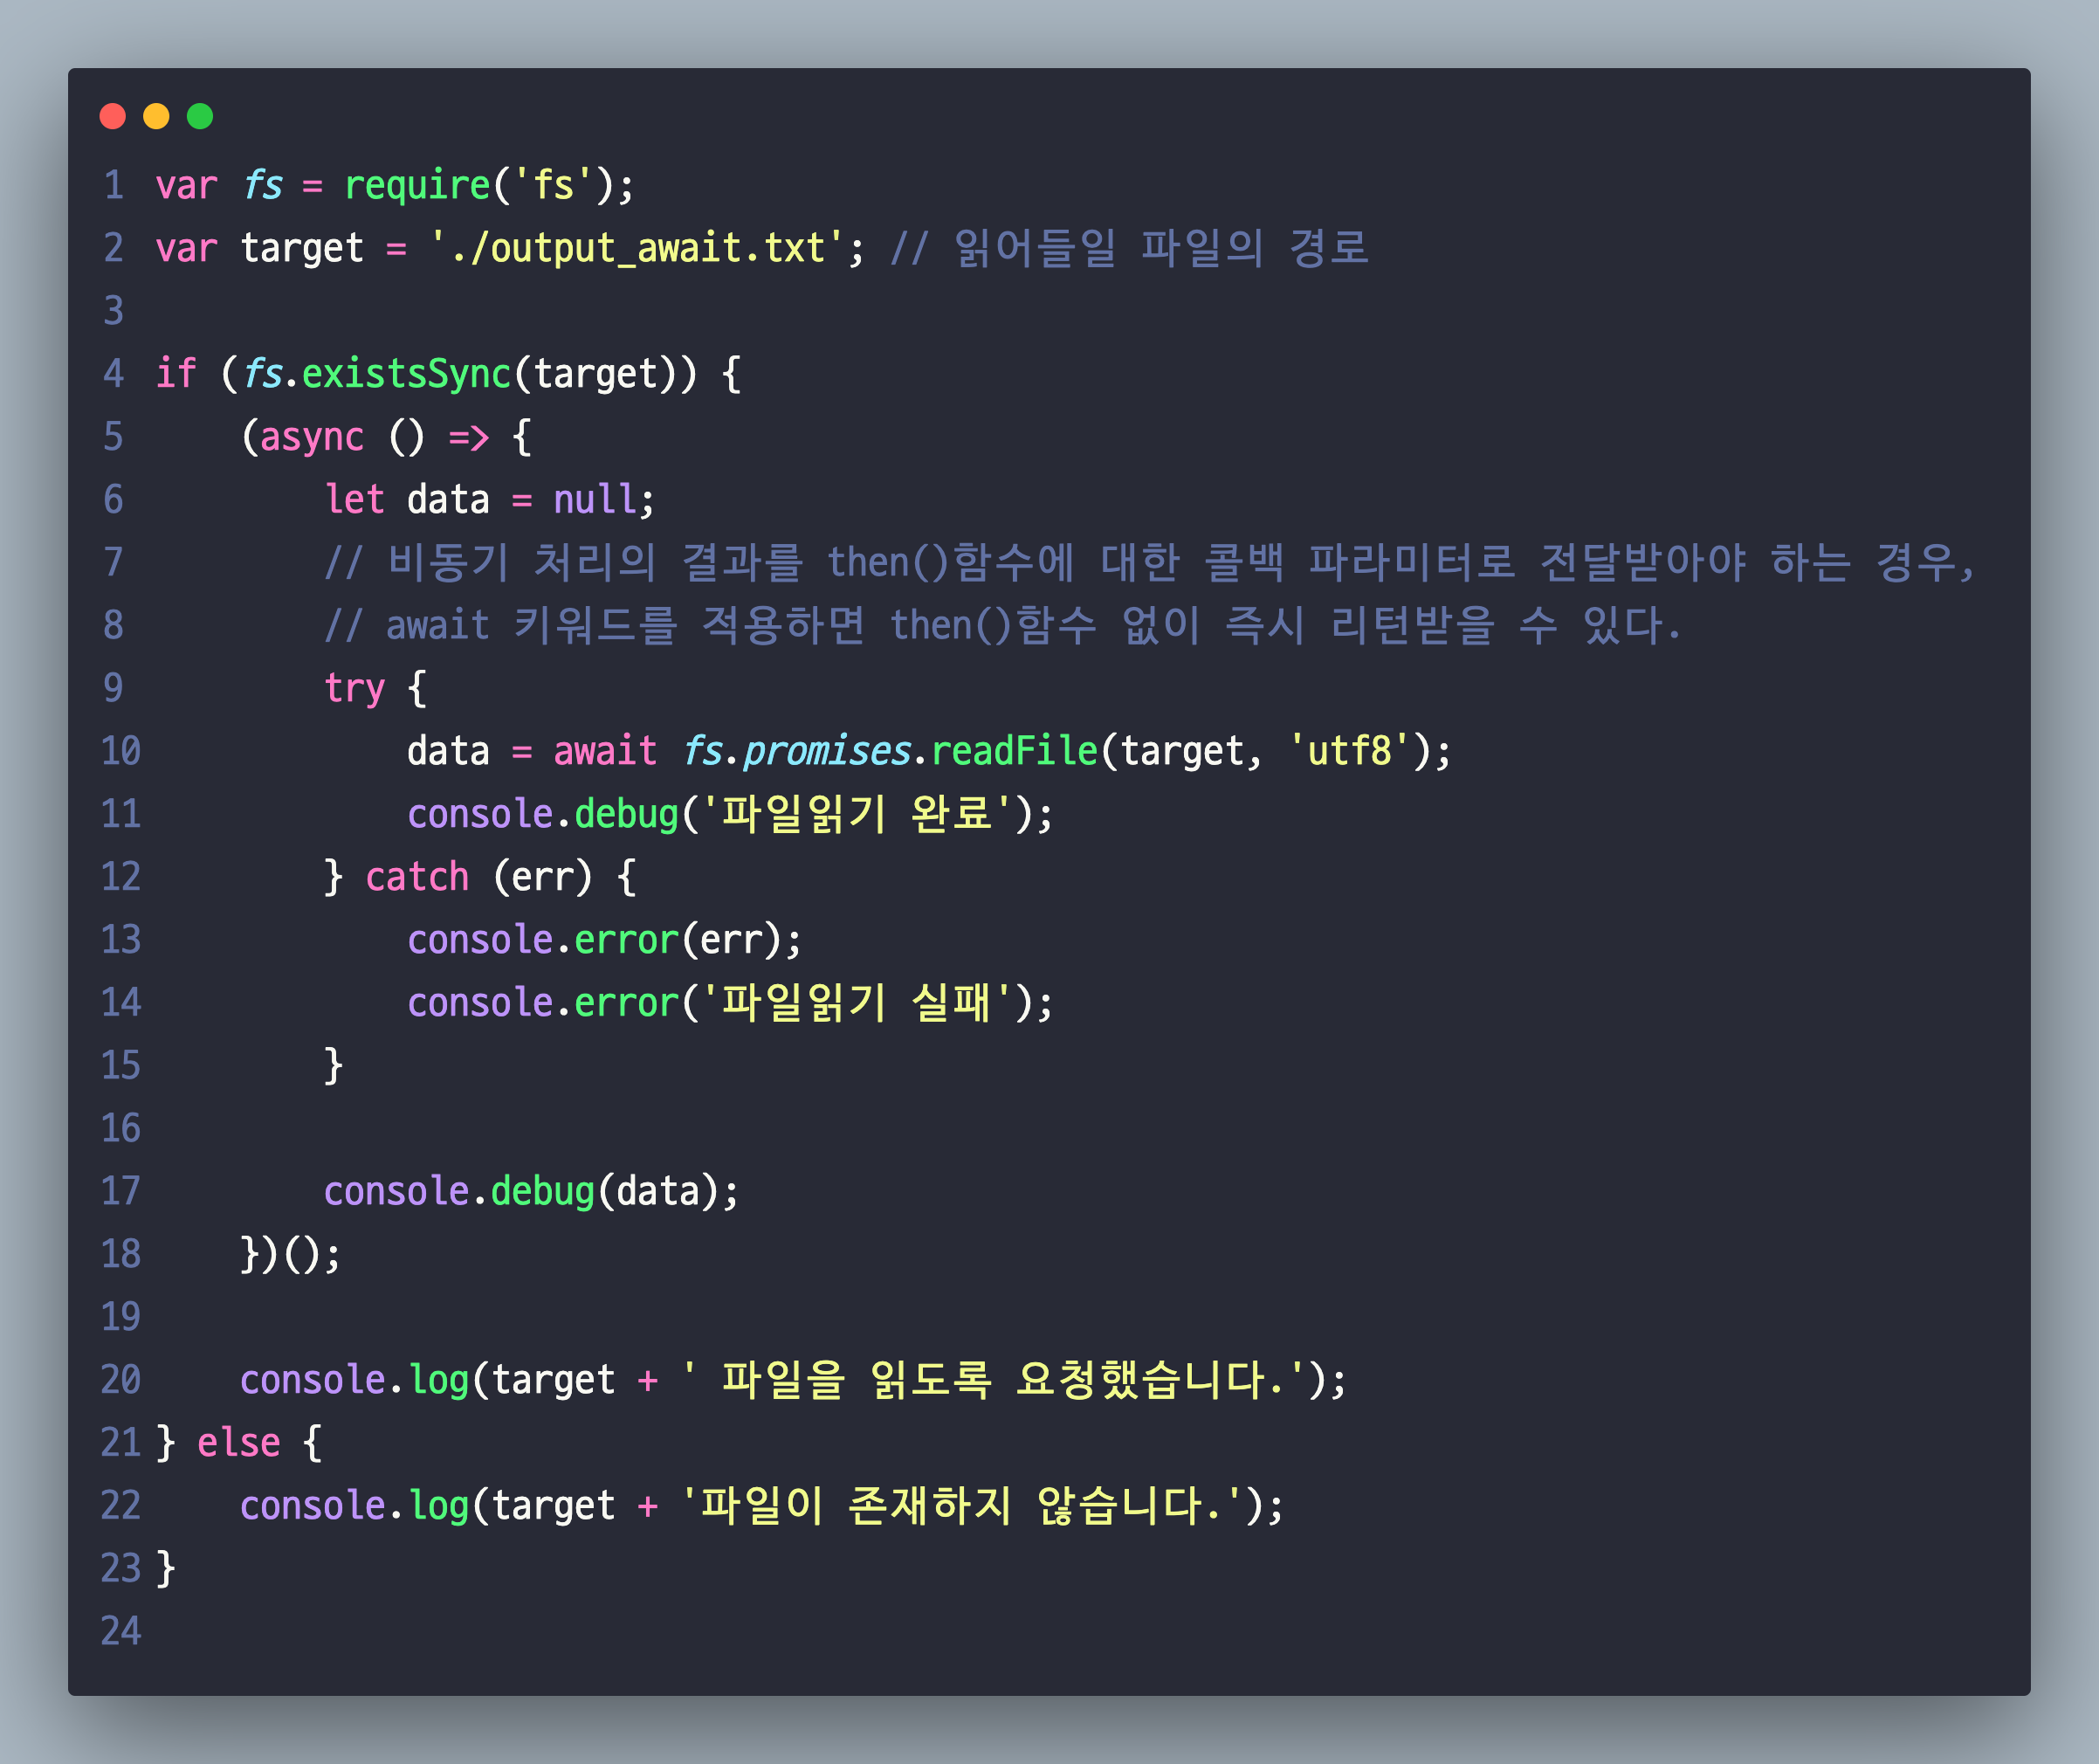 1 var fs = require('fs');
2 var target = './output_await.txt'; // 읽어들일 파일의 경로
3
4 if (fs.existsSync(target)) {
5     (async () => {
6         let data = null;
7         // 비동기 처리의 결과를 then()함수에 대한 콜백 파라미터로 전달받아야 하는 경우,
8         // await 키워드를 적용하면 then()함수 없이 즉시 리턴받을 수 있다.
9         try {
10             data = await fs.promises.readFile(target, 'utf8');
11             console.debug('파일읽기 완료');
12         } catch (err) {
13             console.error(err);
14             console.error('파일읽기 실패');
15         }
16
17         console.debug(data);
18     })();
19
20     console.log(target + ' 파일을 읽도록 요청했습니다.');
21 } else {
22     console.log(target + '파일이 존재하지 않습니다.');
23 }
24